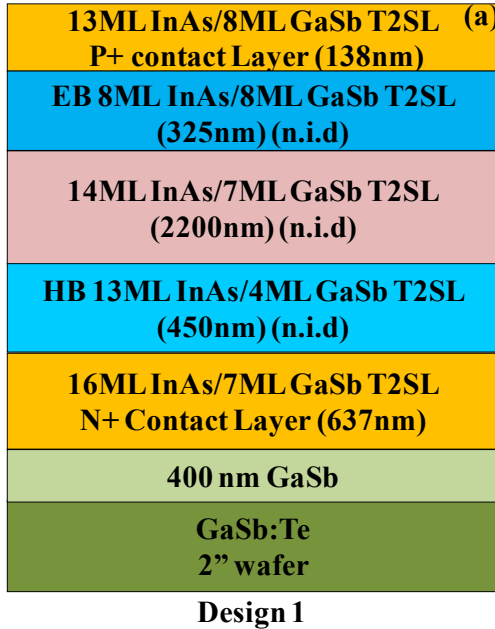 13ML InAs/8ML GaSb T2SL (a)
P+ contact Layer (138nm)
EB 8ML InAs/8ML GaSb T2SL
(325nm) (n.i.d)
14ML InAs/7ML GaSb T2SL
(2200nm) (n.i.d)
HB 13ML InAs/4ML GaSb T2SL
(450nm) (n.i.d)
16ML InAs/7ML GaSb T2SL
N+ Contact Layer (637nm)
400 nm GaSb
GaSb:Te
2” wafer
Design 1